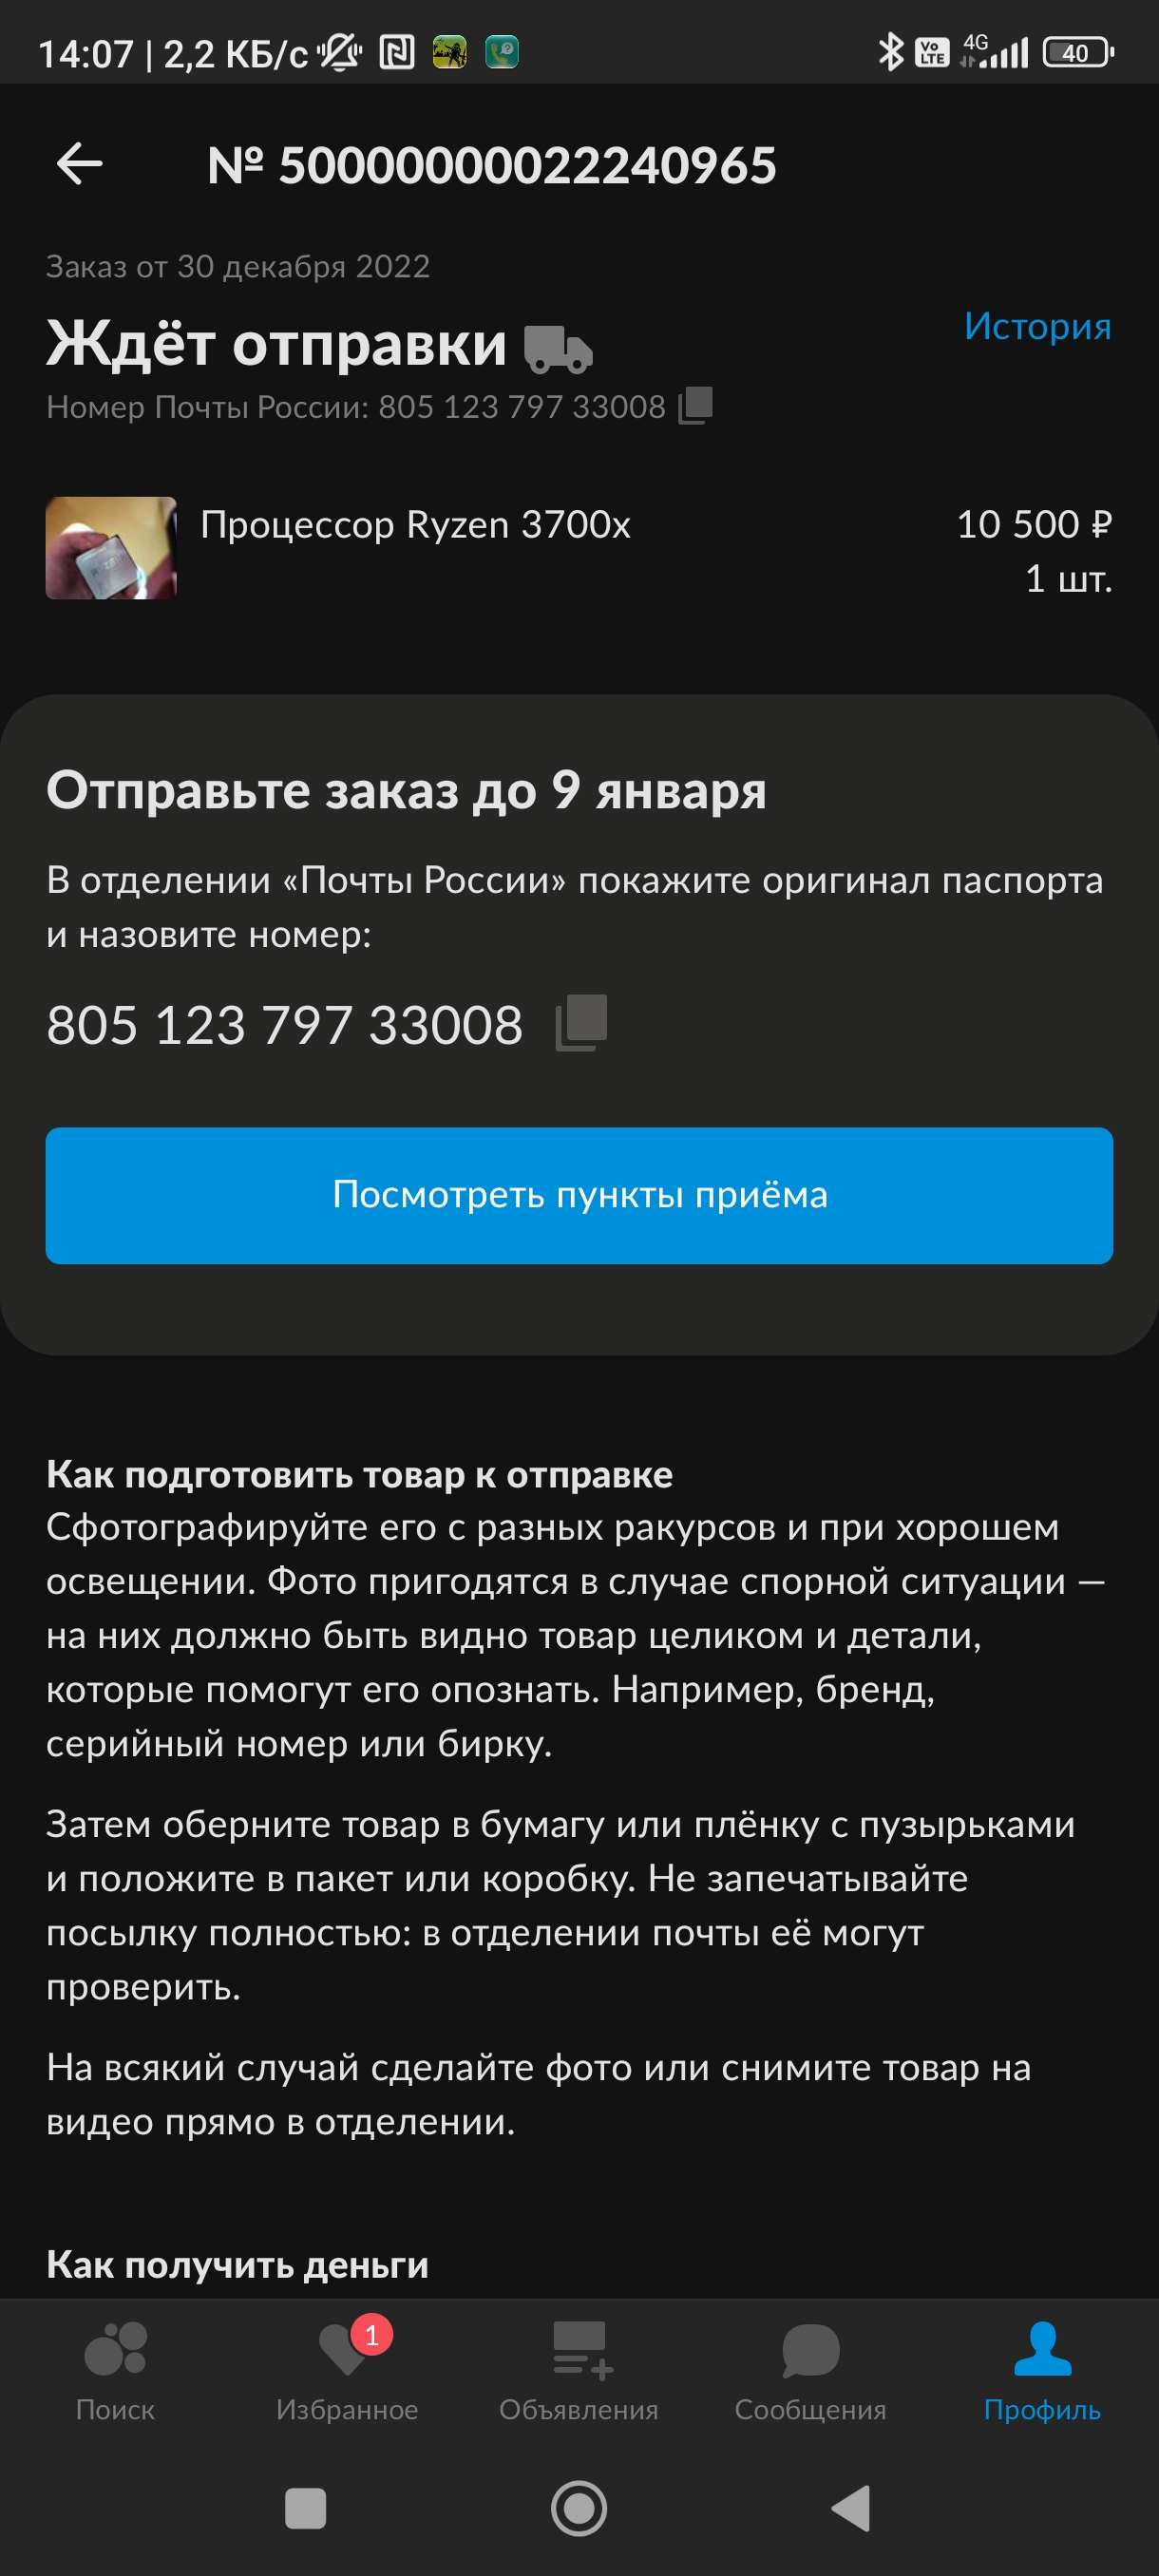 14:07 | 2,2 КБ/с
Vo LTE 4G 40
№ 50000000022240965
Заказ от 30 декабря 2022
Ждёт отправки
История
Номер Почты России: 805 123 797 33008
Процессор Ryzen 3700x
10 500 ₽
1 шт.
Отправьте заказ до 9 января
В отделении «Почты России» покажите оригинал паспорта
и назовите номер:
805 123 797 33008
Посмотреть пункты приёма
Как подготовить товар к отправке
Сфотографируйте его с разных ракурсов и при хорошем
освещении. Фото пригодятся в случае спорной ситуации —
на них должно быть видно товар целиком и детали,
которые помогут его опознать. Например, бренд,
серийный номер или бирку.
Затем оберните товар в бумагу или плёнку с пузырьками
и положите в пакет или коробку. Не запечатывайте
посылку полностью: в отделении почты её могут
проверить.
На всякий случай сделайте фото или снимите товар на
видео прямо в отделении.
Как получить деньги
1
Поиск
Избранное
Объявления
Сообщения
Профиль